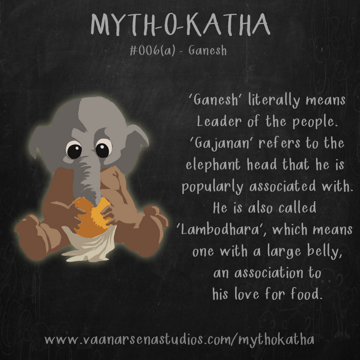 MYTH-O-KATHA
#006(a) - Ganesh
'Ganesh' literally means
Leader of the people.
'Gajanan' refers to the
elephant head that he is
popularly associated with.
He is also called
'Lambodhara', which means
one with a large belly,
an association to
his love for food.
www.vaanarsenastudios.com/mythokatha